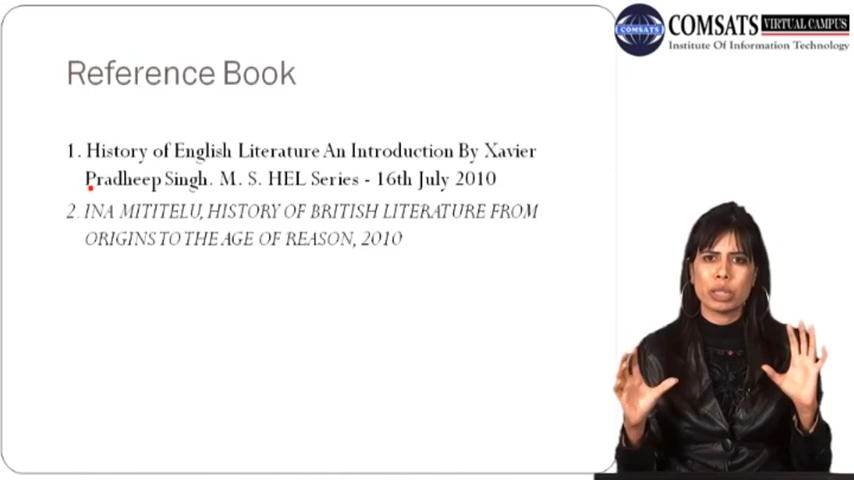 COMSATS VIRTUAL CAMPUS
COMSATS
Institute Of Information Technology
Reference Book
1. History of English Literature An Introduction By Xavier
Pradheep Singh. M. S. HEL Series - 16th July 2010
2. INA MITITELU, HISTORY OF BRITISH LITERATURE FROM
ORIGINS TO THE AGE OF REASON, 2010